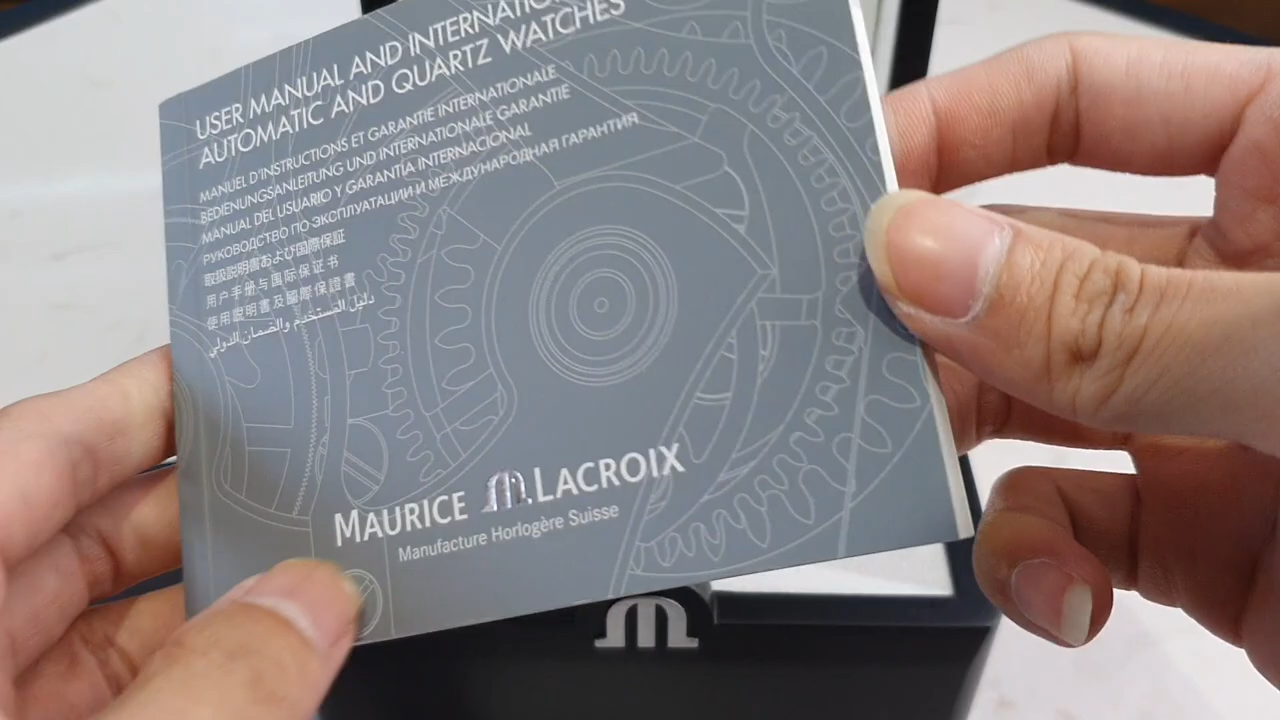 USER MANUAL AND INTERNATIO
AUTOMATIC AND QUARTZ WATCHES
MANUEL D'INSTRUCTIONS ET GARANTIE INTERNATIONALE
BEDIENUNGSANLEITUNG UND INTERNATIONALE GARANTIE
MANUAL DEL USUARIO Y GARANTIA INTERNACIONAL
РУКОВОДСТВО ПО ЭКСПЛУАТАЦИИ И МЕЖДУНАРОДНАЯ ГАРАНТИЯ
取扱説明書および国際保証
用户手册与国际保证书
使用說明書及國際保證書
دليل المستخدم والضمان الدولي
MAURICE LACROIX
Manufacture Horlogère Suisse